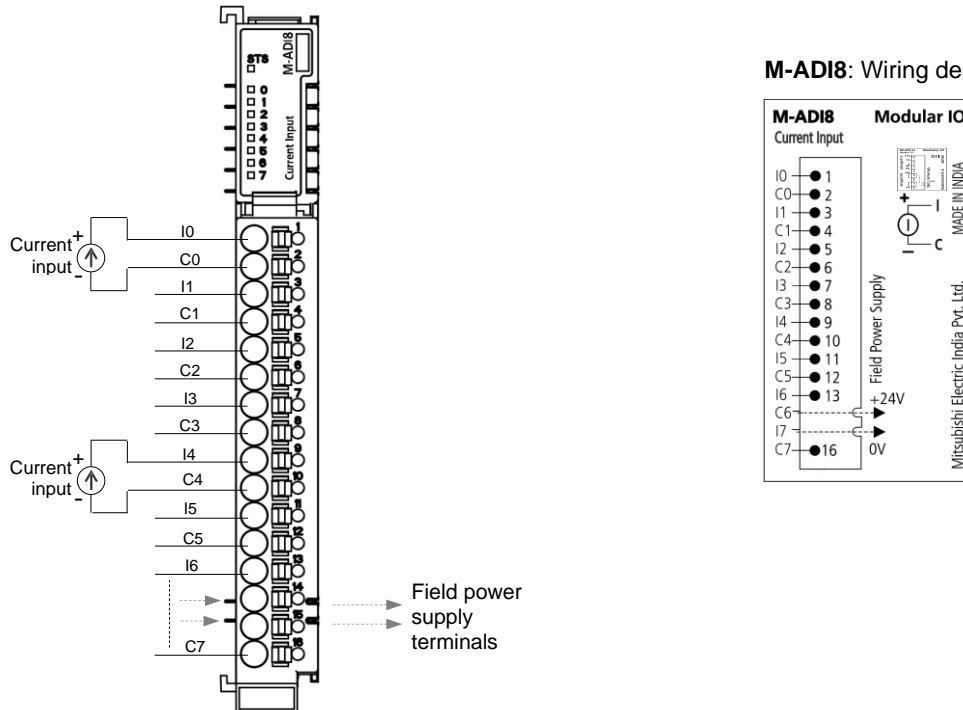 STS
M-ADI8
0
1
2
3
4
5
6
7
Current Input
Current
input
+
-
I0
C0
I1
C1
I2
C2
I3
C3
I4
C4
I5
C5
I6
C7
Current
input
+
-
1
2
3
4
5
6
7
8
9
10
11
12
13
14
15
16
Field power
supply
terminals
M-ADI8: Wiring des
M-ADI8 Modular IO
Current Input
I0 1
C0 2
I1 3
C1 4
I2 5
C2 6
I3 7
C3 8
I4 9
C4 10
I5 11
C5 12
I6 13
C6
I7
C7 16
Field Power Supply
+24V
0V
+ I
I
- C
MADE IN INDIA
Mitsubishi Electric India Pvt. Ltd.